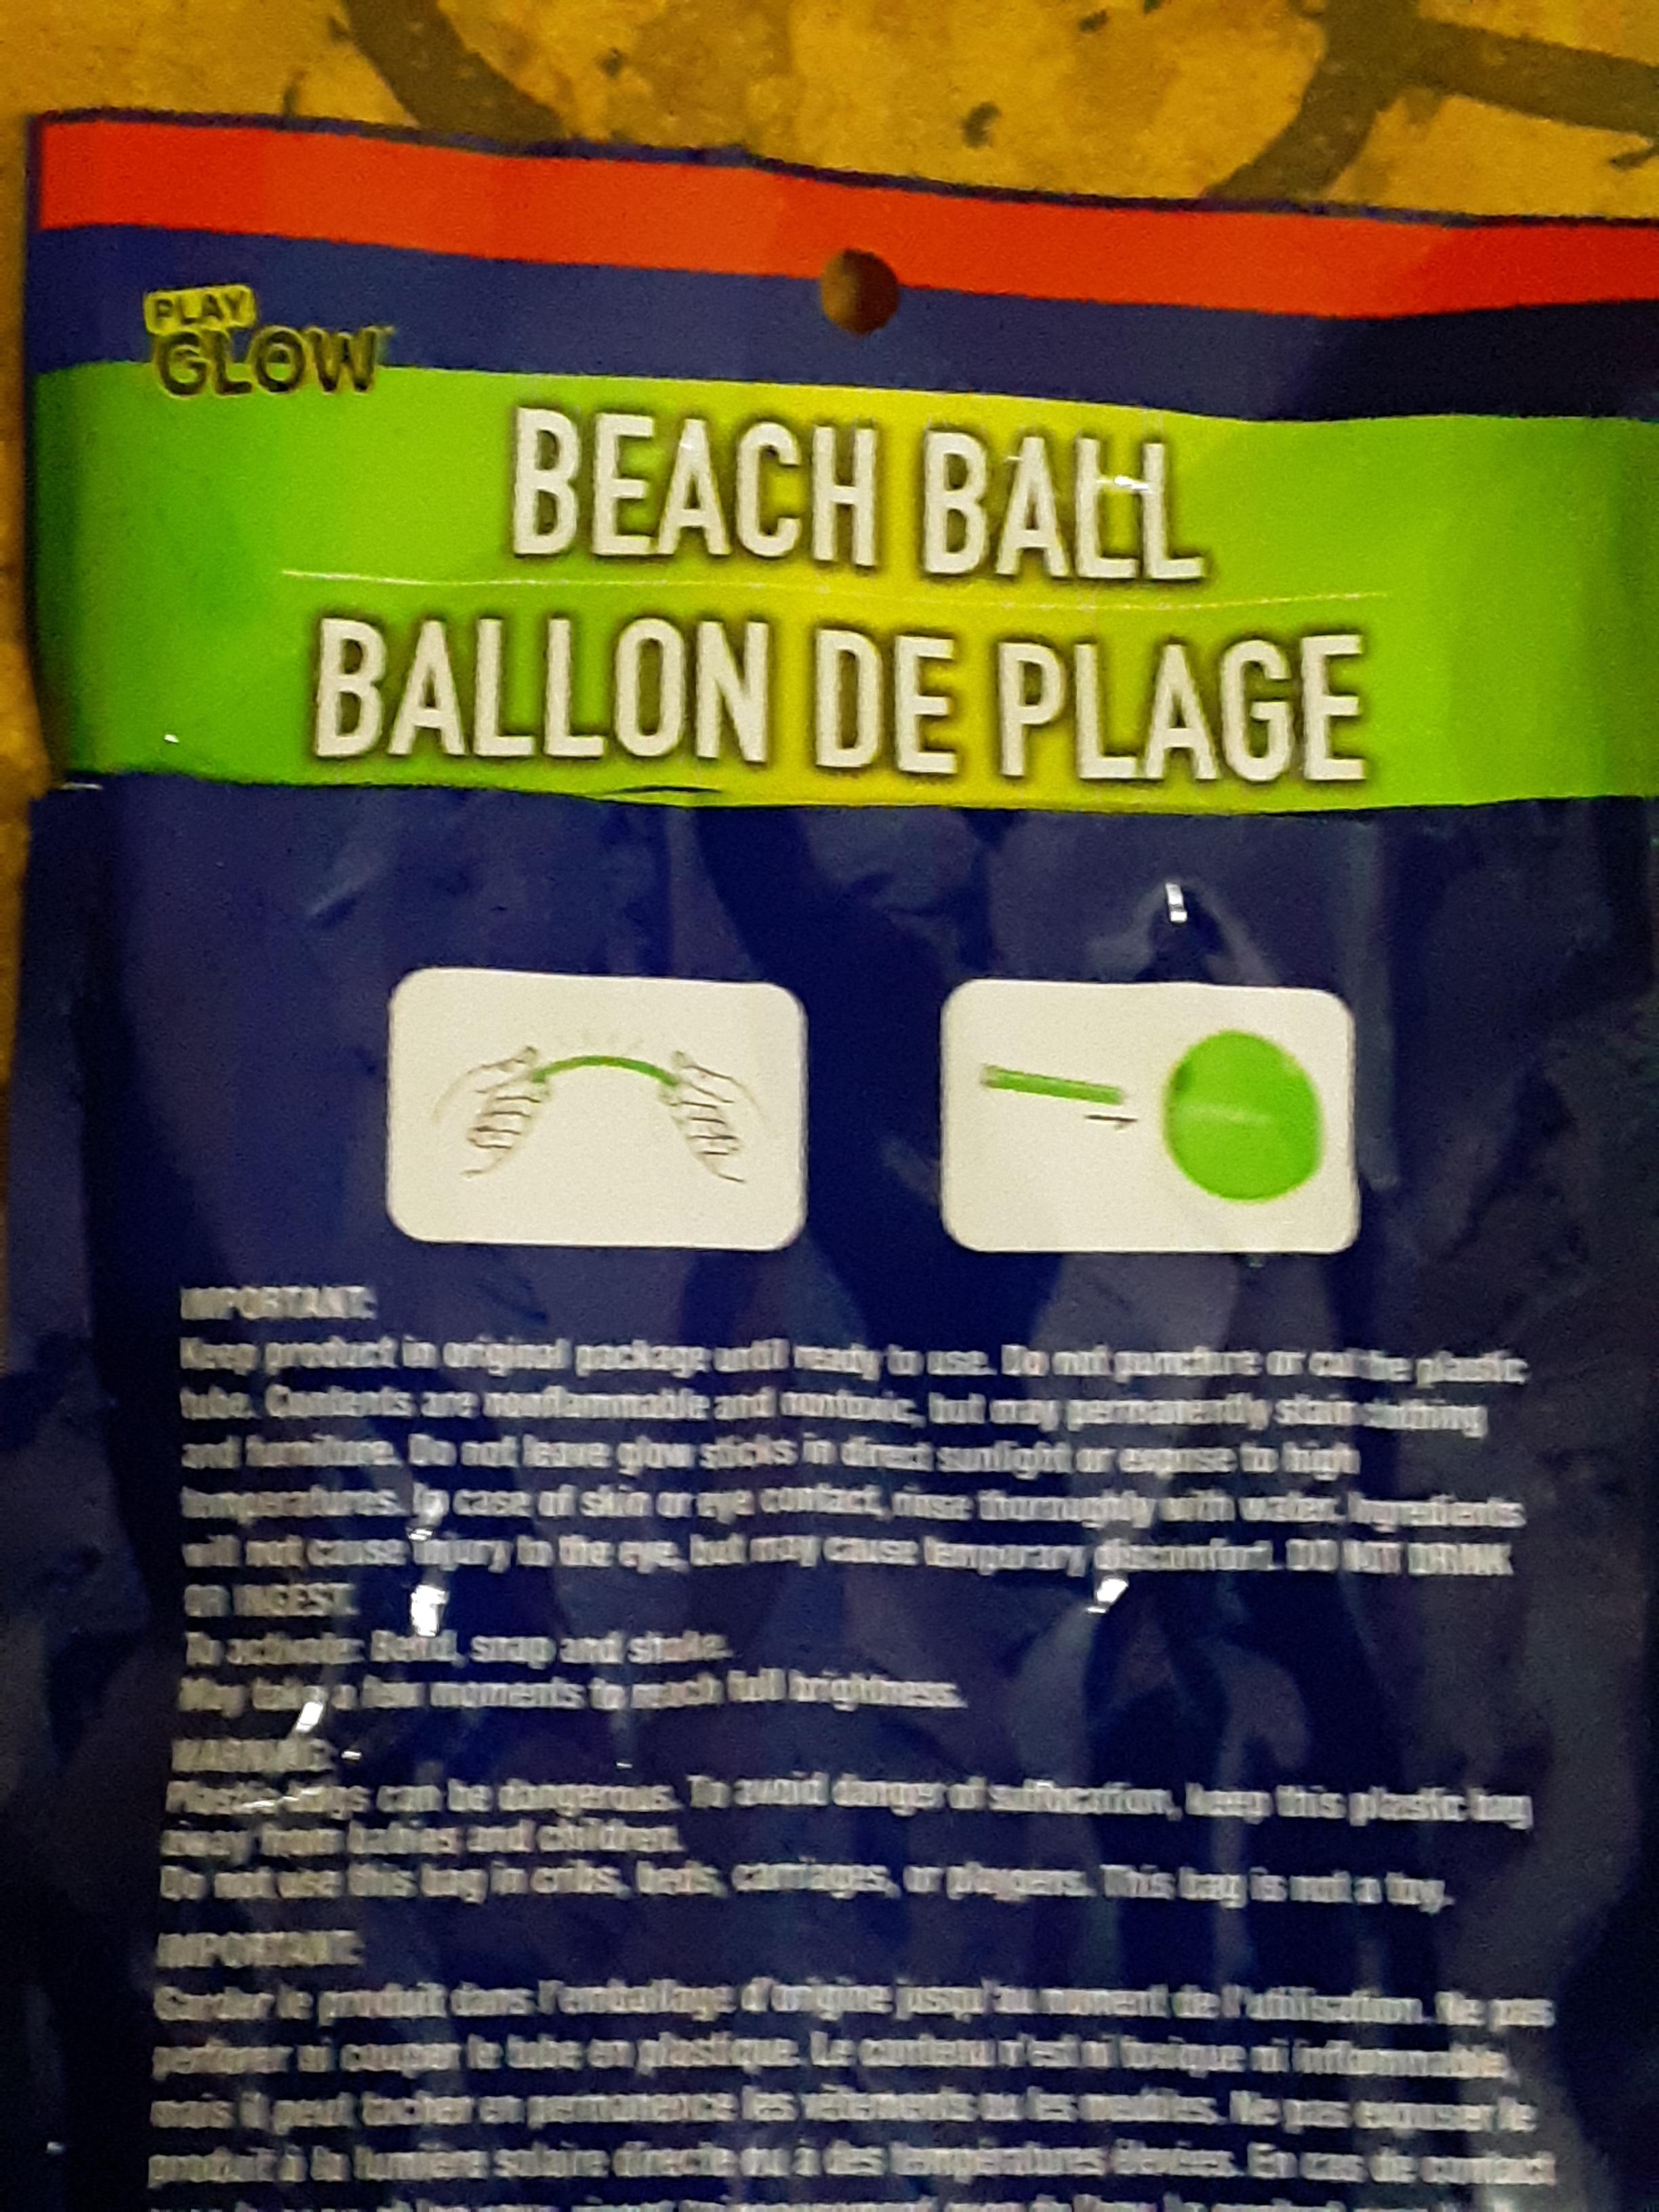 PLAY
GLOW
BEACH BALL
BALLON DE PLAGE
IMPORTANT:
Keep product in original package until ready to use. Do not puncture or cut the plastic
tube. Contents are nonflammable and nontoxic, but may permanently stain clothing
and furniture. Do not leave glow sticks in direct sunlight or expose to high
temperatures. In case of skin or eye contact, rinse thoroughly with water. Ingredients
will not cause injury to the eye, but may cause temporary discomfort. DO NOT DRINK
OR INGEST.
To activate: Bend, snap and shake.
May take a few moments to reach full brightness.
WARNING:
Plastic bags can be dangerous. To avoid danger of suffocation, keep this plastic bag
away from babies and children.
Do not use this bag in cribs, beds, carriages, or playpens. This bag is not a toy.
IMPORTANT:
Garder le produit dans l'emballage d'origine jusqu'au moment de l'utilisation. Ne pas
perforer ni couper le tube en plastique. Le contenu n'est ni toxique ni inflammable,
mais il peut tacher en permanence les vêtements ou les meubles. Ne pas exposer le
produit à la lumière solaire directe ou à des températures élevées. En cas de contact